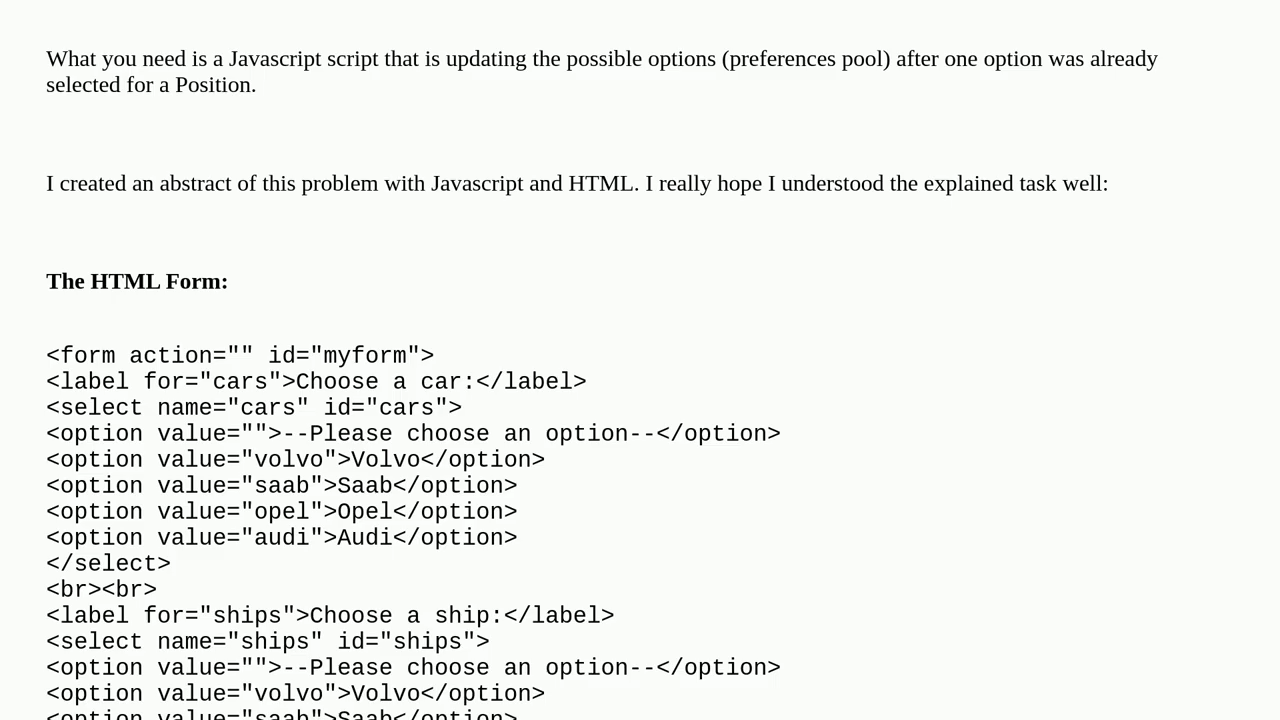 What you need is a Javascript script that is updating the possible options (preferences pool) after one option was already
selected for a Position.
I created an abstract of this problem with Javascript and HTML. I really hope I understood the explained task well:
The HTML Form:
<form action="" id="myform">
<label for="cars">Choose a car:</label>
<select name="cars" id="cars">
<option value="">--Please choose an option--</option>
<option value="volvo">Volvo</option>
<option value="saab">Saab</option>
<option value="opel">Opel</option>
<option value="audi">Audi</option>
</select>
<br><br>
<label for="ships">Choose a ship:</label>
<select name="ships" id="ships">
<option value="">--Please choose an option--</option>
<option value="volvo">Volvo</option>
<option value="saab">Saab</option>